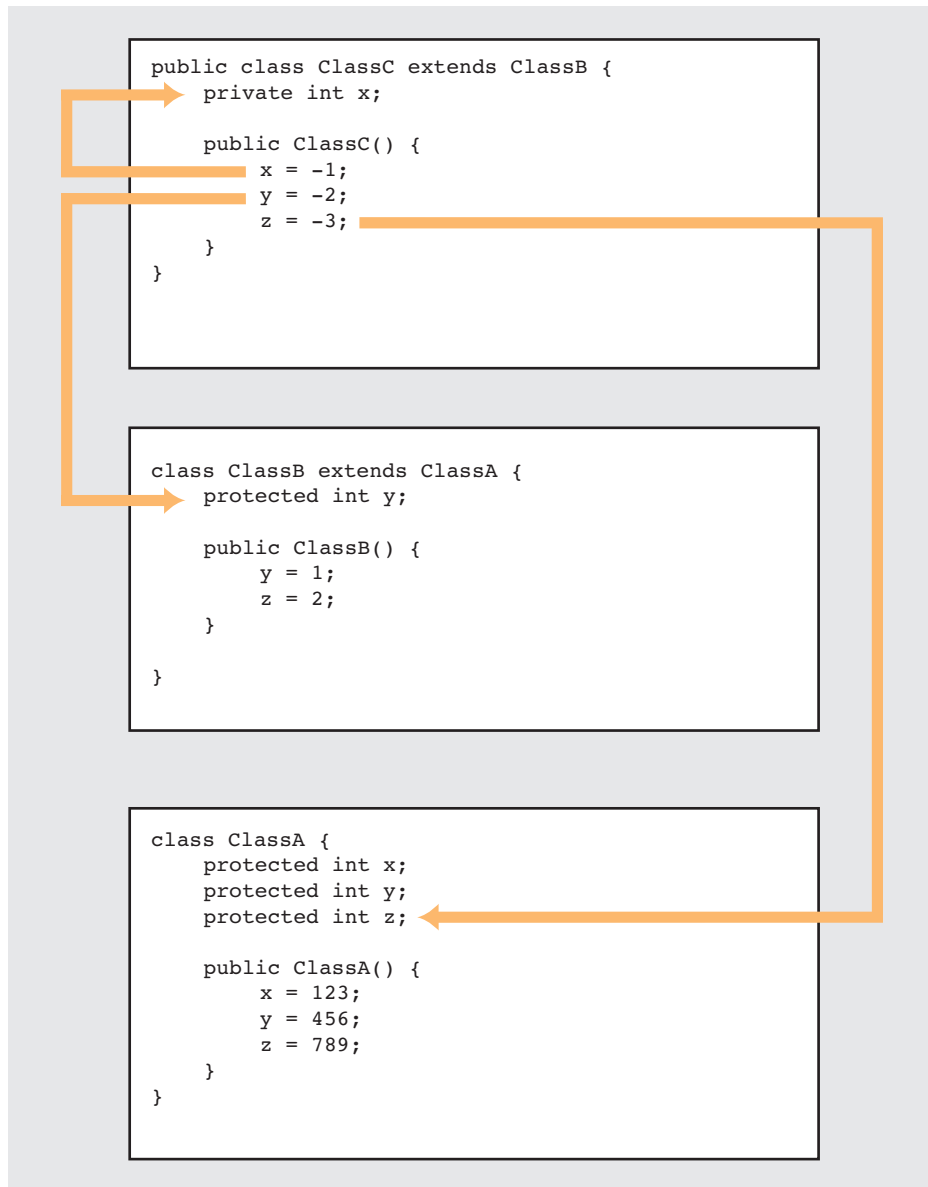 public class ClassC extends ClassB {
    private int x;
    public ClassC() {
        x = –1;
        y = –2;
        z = –3;
    }
}
class ClassB extends ClassA {
    protected int y;
    public ClassB() {
        y = 1;
        z = 2;
    }
}
class ClassA {
    protected int x;
    protected int y;
    protected int z;
    public ClassA() {
        x = 123;
        y = 456;
        z = 789;
    }
}